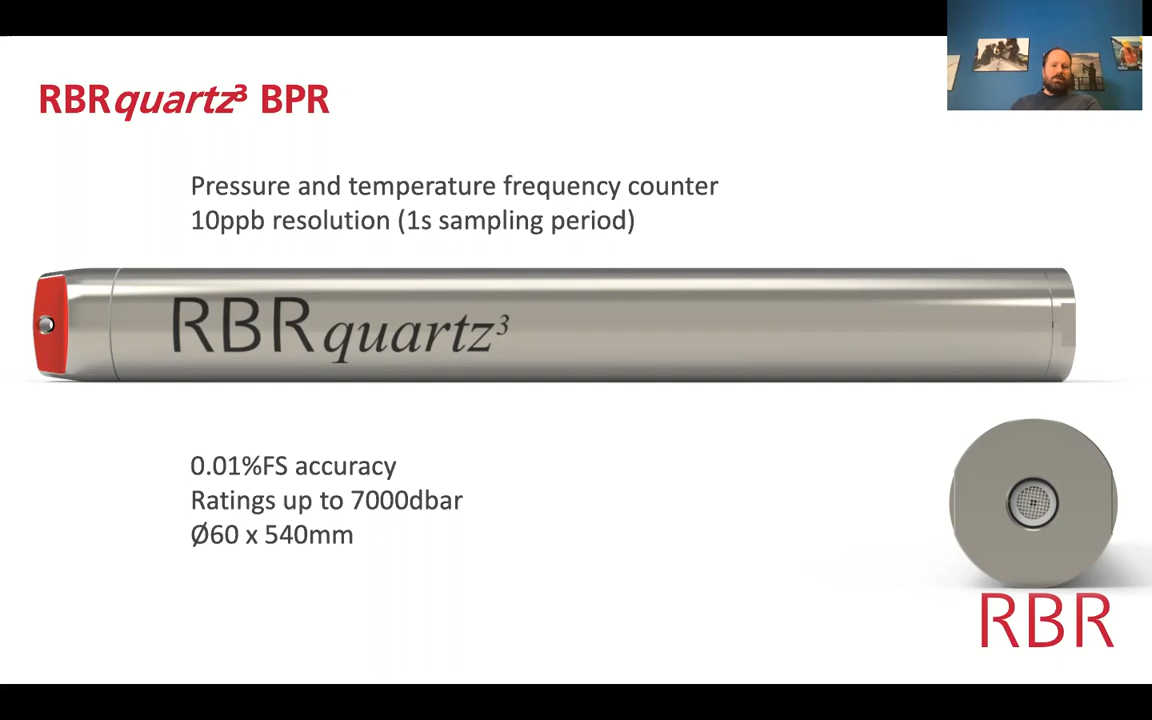 RBRquartz³ BPR
Pressure and temperature frequency counter
10ppb resolution (1s sampling period)
RBRquartz³
0.01%FS accuracy
Ratings up to 7000dbar
Ø60 x 540mm
RBR